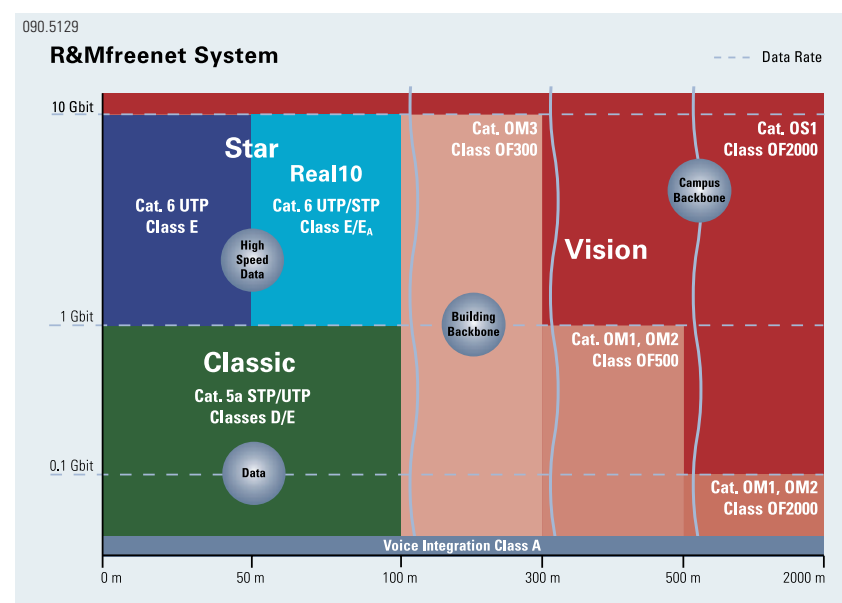 090.5129
R&Mfreenet System
Data Rate
10 Gbit
Cat. OM3
Class OF300
Cat. OS1
Class OF2000
Star
Real10
Cat. 6 UTP
Class E
Cat. 6 UTP/STP
Class E/EA
High
Speed
Data
Campus
Backbone
Vision
1 Gbit
Building
Backbone
Cat. OM1, OM2
Class OF500
Classic
Cat. 5a STP/UTP
Classes D/E
0.1 Gbit
Data
Cat. OM1, OM2
Class OF2000
Voice Integration Class A
0 m
50 m
100 m
300 m
500 m
2000 m